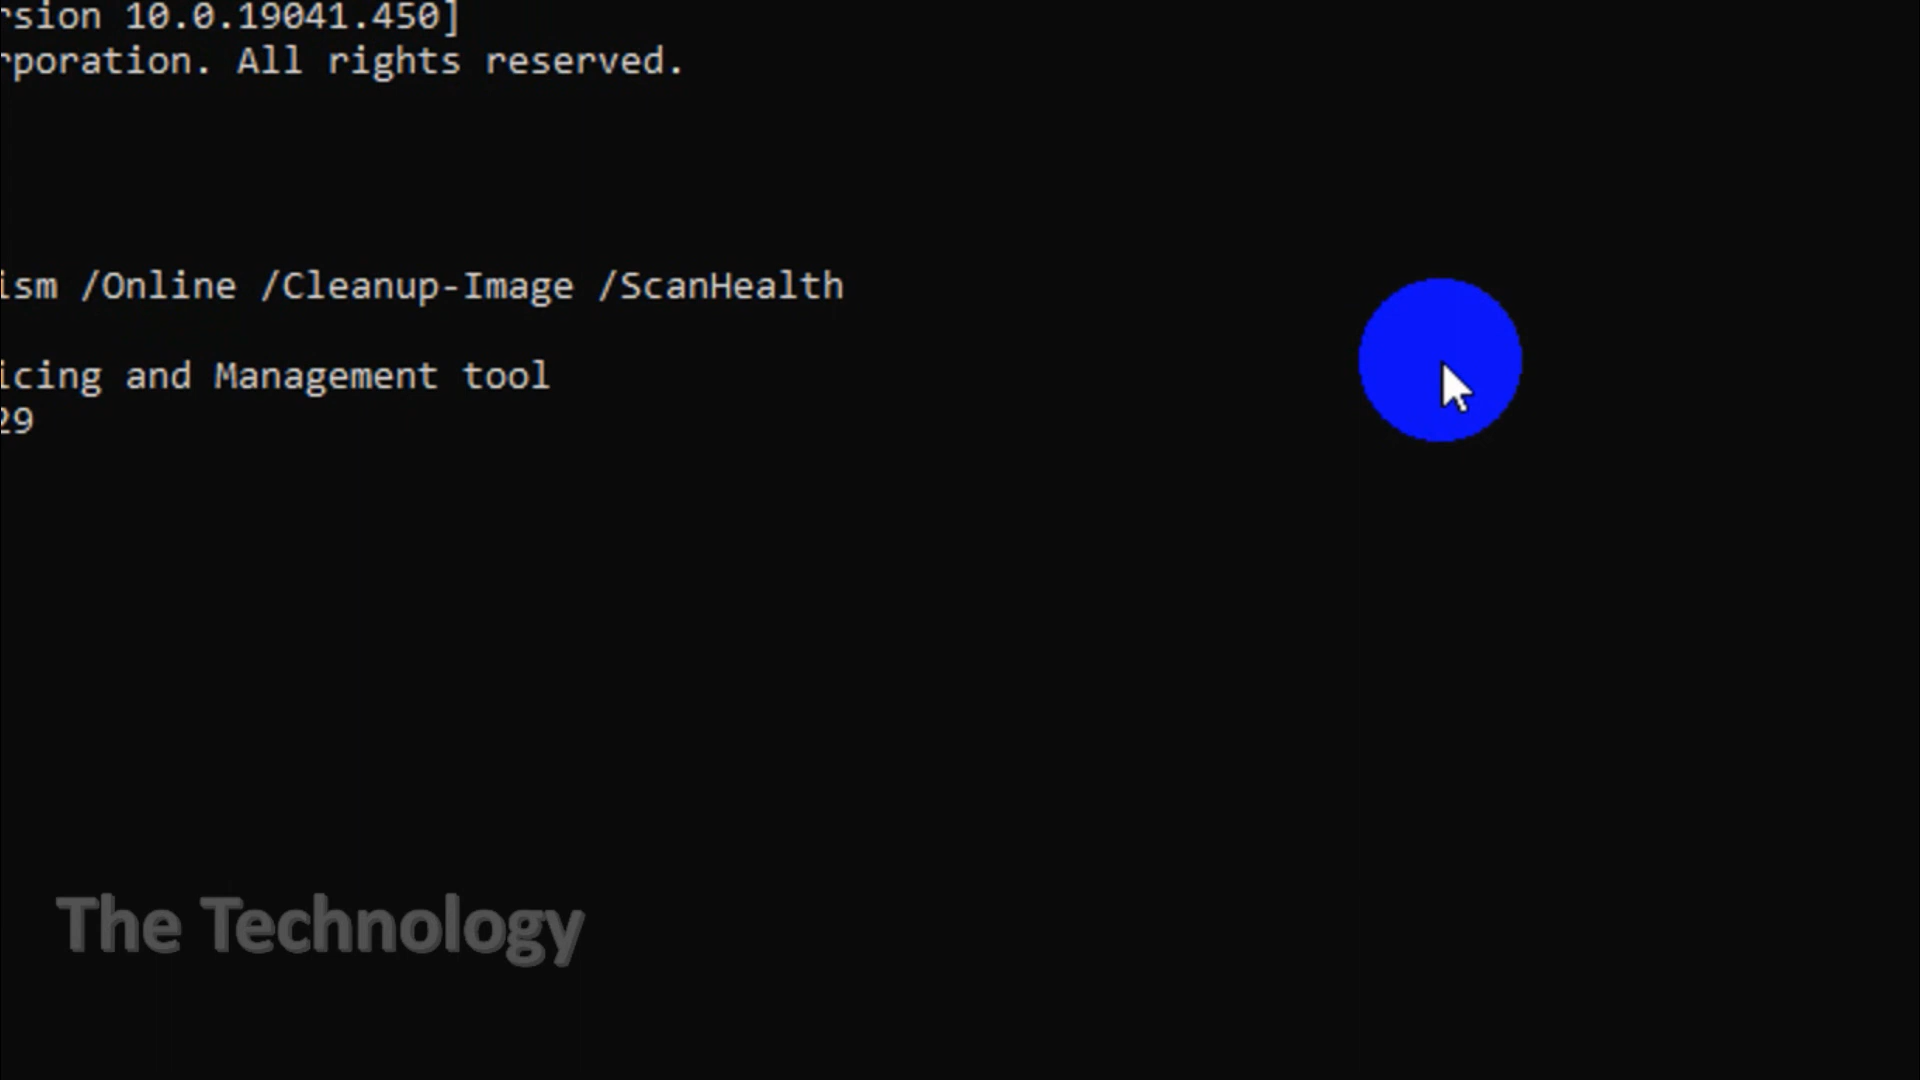 rsion 10.0.19041.450]
rporation. All rights reserved.
ism /Online /Cleanup-Image /ScanHealth
icing and Management tool
29
The Technology